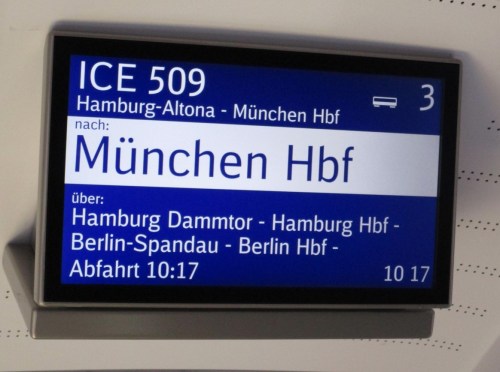 ICE 509
3
Hamburg-Altona - München Hbf
nach:
München Hbf
über:
Hamburg Dammtor - Hamburg Hbf -
Berlin-Spandau - Berlin Hbf -
Abfahrt 10:17
10 17